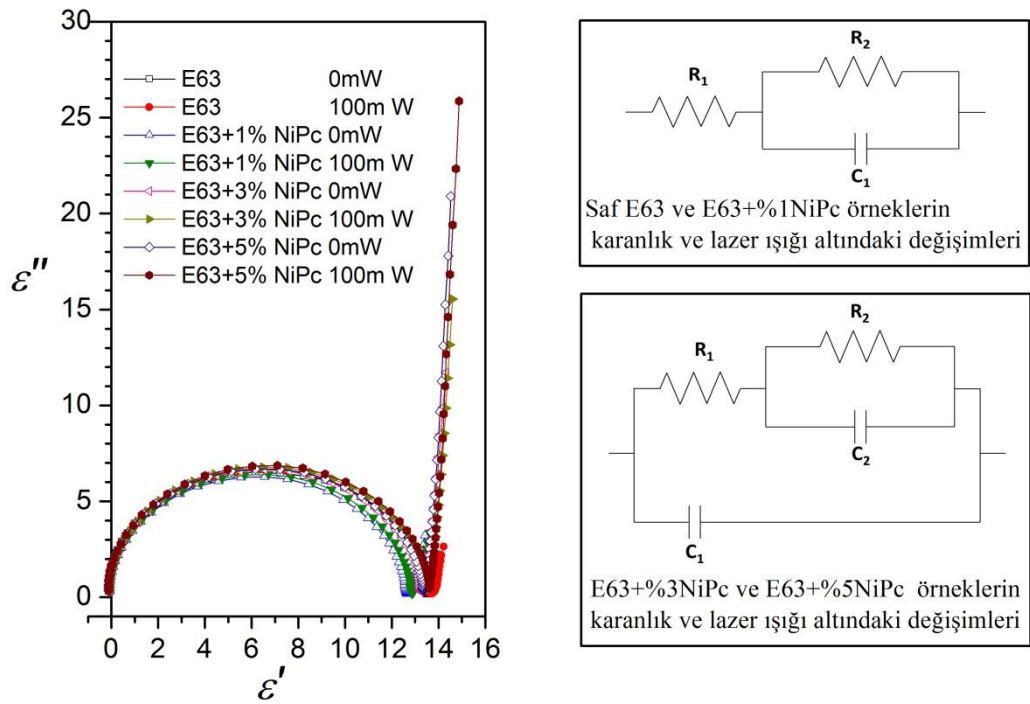 30
25
20
15
10
5
0
ε''
E63 0mW
E63 100m W
E63+1% NiPc 0mW
E63+1% NiPc 100m W
E63+3% NiPc 0mW
E63+3% NiPc 100m W
E63+5% NiPc 0mW
E63+5% NiPc 100m W
0 2 4 6 8 10 12 14 16
ε'
R2
R1
C1
Saf E63 ve E63+%1NiPc örneklerin
karanlık ve lazer ışığı altındaki değişimleri
R2
R1
C2
C1
E63+%3NiPc ve E63+%5NiPc örneklerin
karanlık ve lazer ışığı altındaki değişimleri